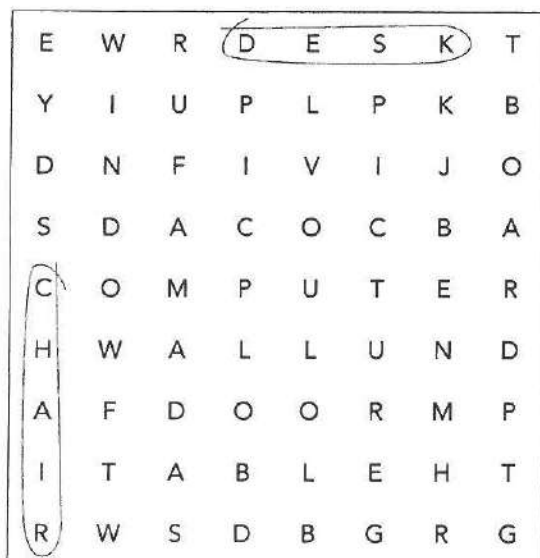 E W R D E S K T
Y I U P L P K B
D N F I V I J O
S D A C O C B A
C O M P U T E R
H W A L L U N D
A F D O O R M P
I T A B L E H T
R W S D B G R G